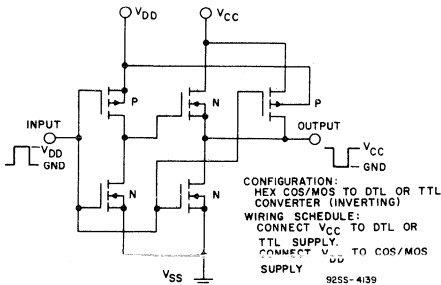 VDD
VCC
P
N
P
INPUT
OUTPUT
VDD
GND
VCC
GND
N
N
CONFIGURATION:
HEX COS/MOS TO DTL OR TTL
CONVERTER (INVERTING)
WIRING SCHEDULE:
CONNECT VCC TO DTL OR
TTL SUPPLY.
CONNECT VDD TO COS/MOS
SUPPLY
VSS
92SS-4139